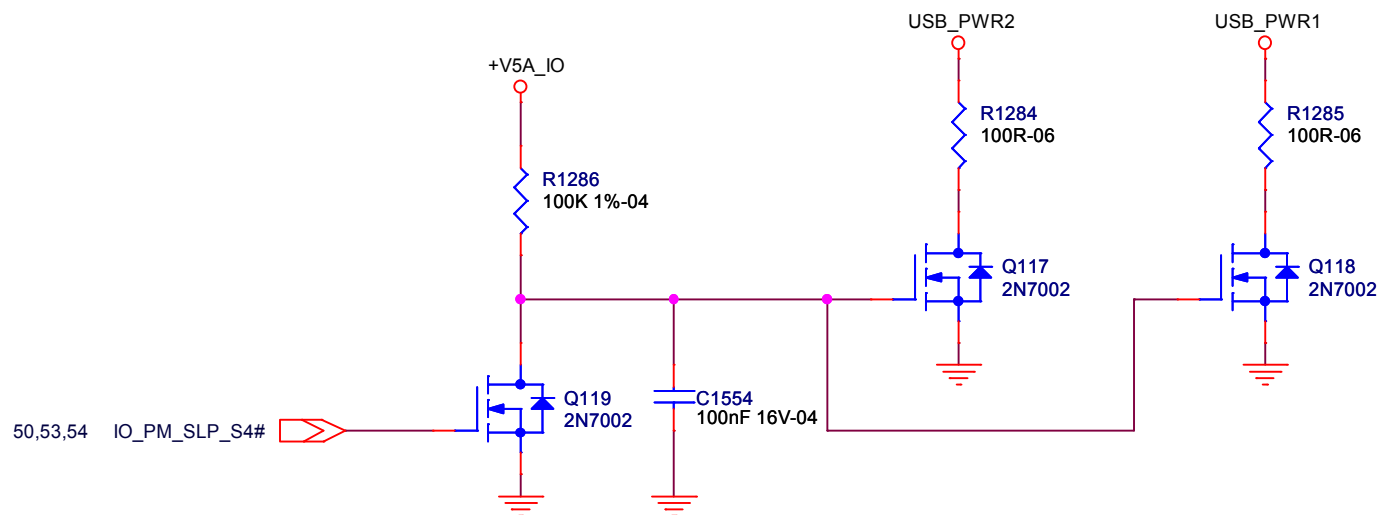 USB_PWR2
USB_PWR1
+V5A_IO
R1284
100R-06
R1285
100R-06
R1286
100K 1%-04
Q117
2N7002
Q118
2N7002
Q119
2N7002
C1554
100nF 16V-04
50,53,54 IO_PM_SLP_S4#